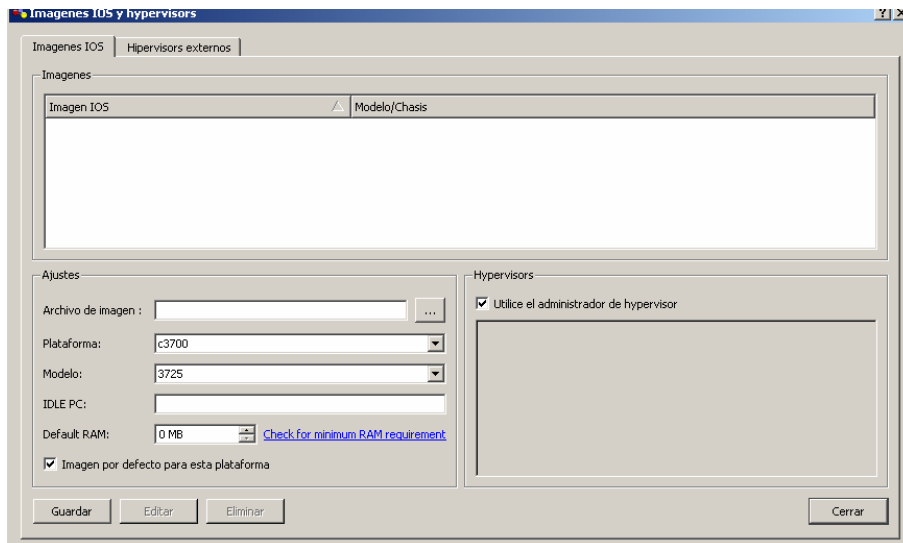 Imagenes IOS y hypervisors
Imagenes IOS Hipervisors externos
Imagenes
Imagen IOS Modelo/Chasis
Ajustes
Archivo de imagen : ...
Plataforma: c3700
Modelo: 3725
IDLE PC:
Default RAM: 0 MB Check for minimum RAM requirement
Imagen por defecto para esta plataforma
Hypervisors
Utilice el administrador de hypervisor
Guardar Editar Eliminar Cerrar